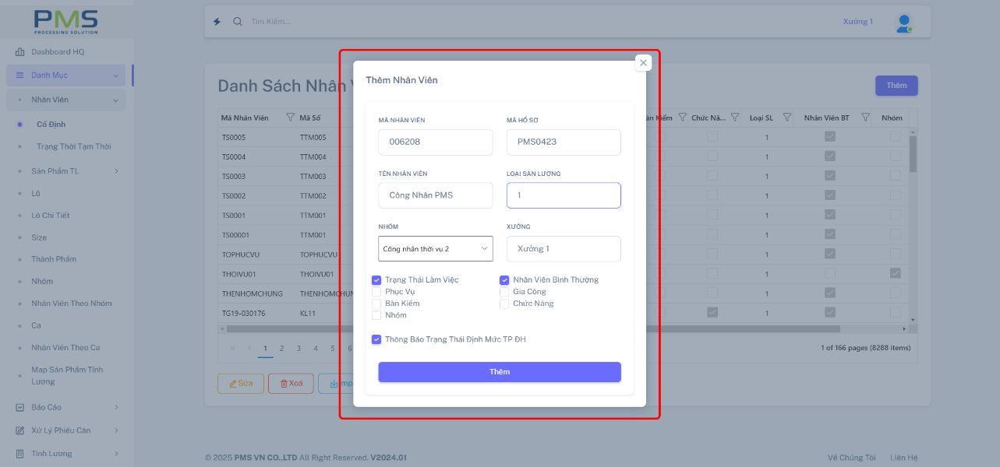 PMS
PROCESSING SOLUTION
Dashboard HQ
Danh Mục
Nhân Viên
Cố Định
Trạng Thời Tạm Thời
Sản Phẩm TL
Lô
Lô Chi Tiết
Size
Thành Phẩm
Nhóm
Nhân Viên Theo Nhóm
Ca
Nhân Viên Theo Ca
Map Sản Phẩm Tính
Lương
Báo Cáo
Xử Lý Phiếu Cân
Tính Lương
Tìm Kiếm...
Xưởng 1
Danh Sách Nhân
Thêm
Mã Nhân Viên Mã Số
TS0005 TTM005
TS0004 TTM004
TS0003 TTM003
TS0002 TTM002
TS0001 TTM001
TS00001 TTM001
TOPHUCVU TOPHUCVU
THOIVU01 THOIVU01
THENHOMCHUNG THENHOMCHUNG
TG19-030176 KL11
Kiểm Chức Nă... Loại SL Nhân Viên BT Nhóm
1
1
1
1
1
1
1
1
1
1
1 2 3 4 5 6
1 of 166 pages (8288 items)
Sửa Xoá Imp
Thêm Nhân Viên
MÃ NHÂN VIÊN MÃ HỒ SƠ
006208 PMS0423
TÊN NHÂN VIÊN LOẠI SẢN LƯỢNG
Công Nhân PMS 1
NHÓM XƯỞNG
Công nhân thời vụ 2 Xưởng 1
Trạng Thái Làm Việc Nhân Viên Bình Thường
Phục Vụ Gia Công
Bàn Kiểm Chức Năng
Nhóm
Thông Báo Trạng Thái Định Mức TP ĐH
Thêm
© 2025 PMS VN CO.,LTD All Right Reserved. V2024.01
Về Chúng Tôi Liên Hệ